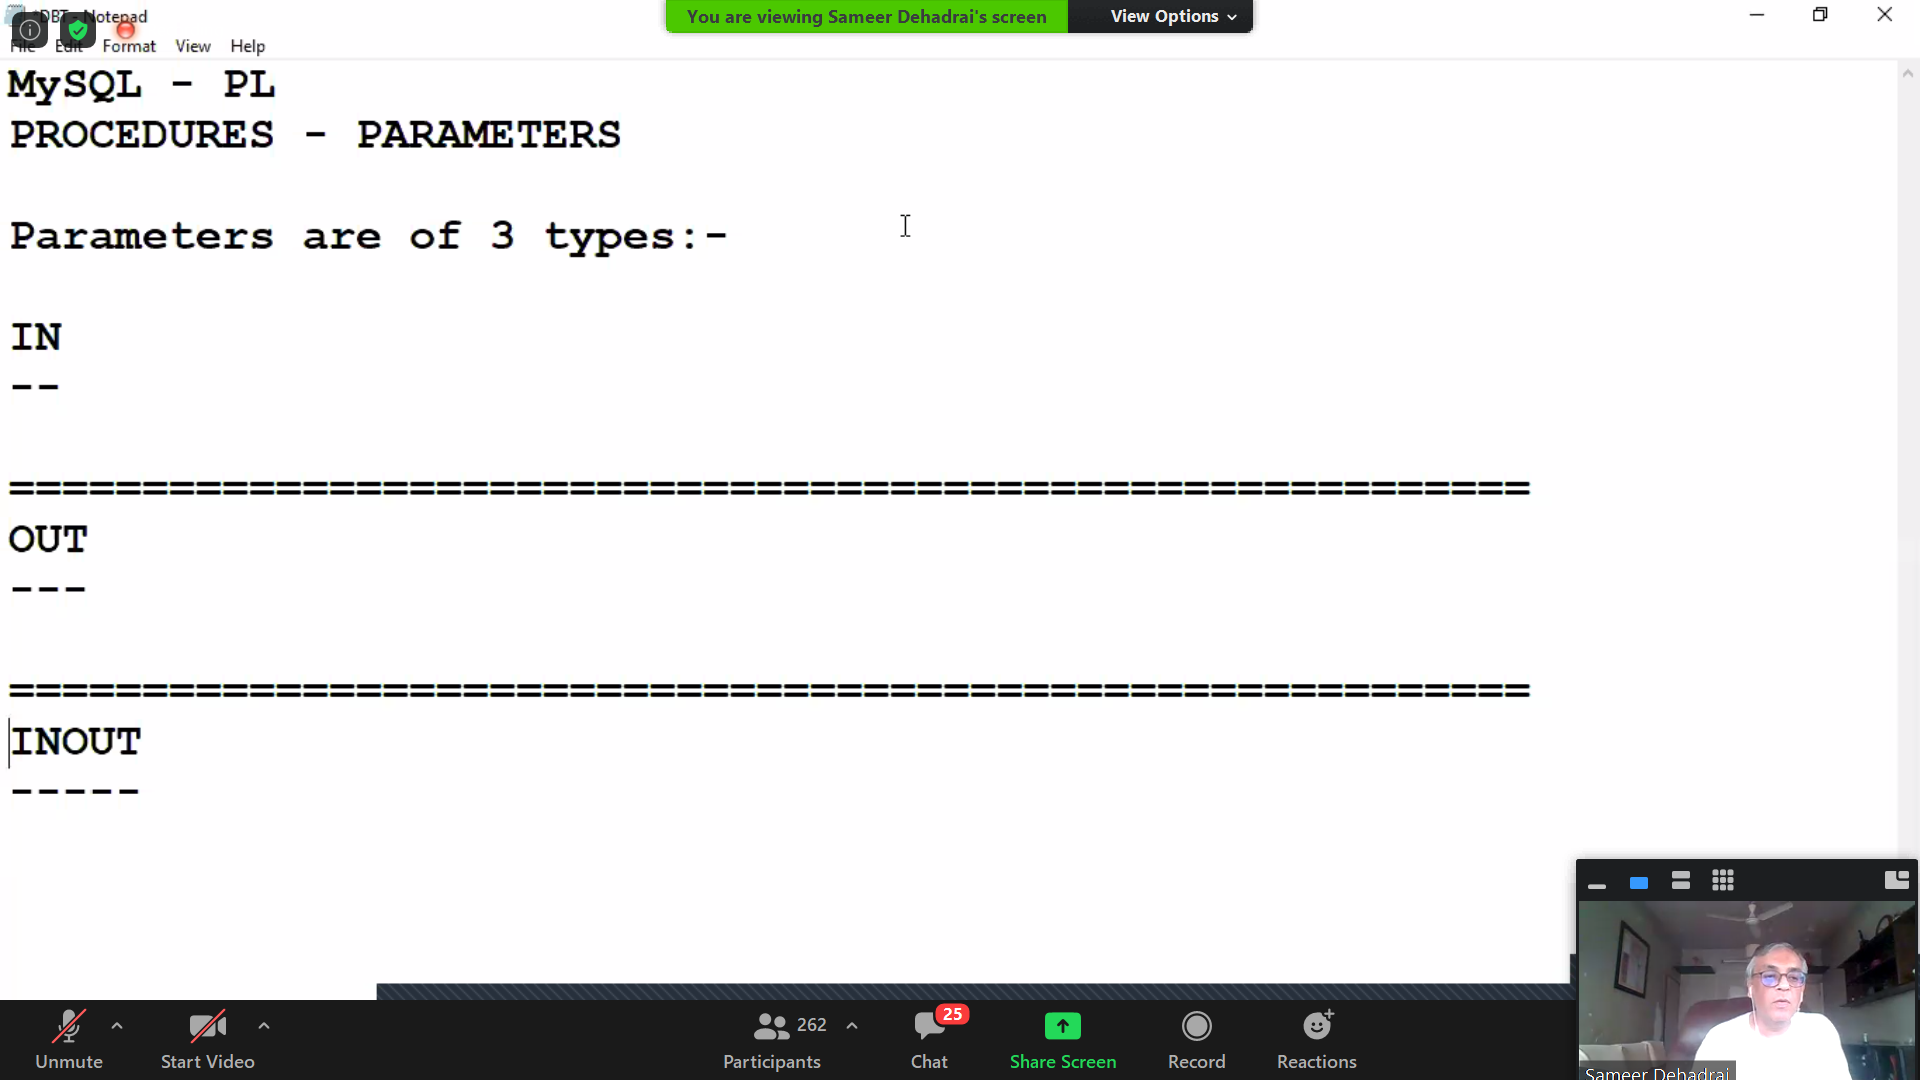 *DBT - Notepad
You are viewing Sameer Dehadrai's screen
View Options
File Edit Format View Help
MySQL - PL
PROCEDURES - PARAMETERS
Parameters are of 3 types:-
IN
--
=========================================================
OUT
---
=========================================================
INOUT
-----
Unmute
Start Video
262
Participants
25
Chat
Share Screen
Record
Reactions
Sameer Dehadrai